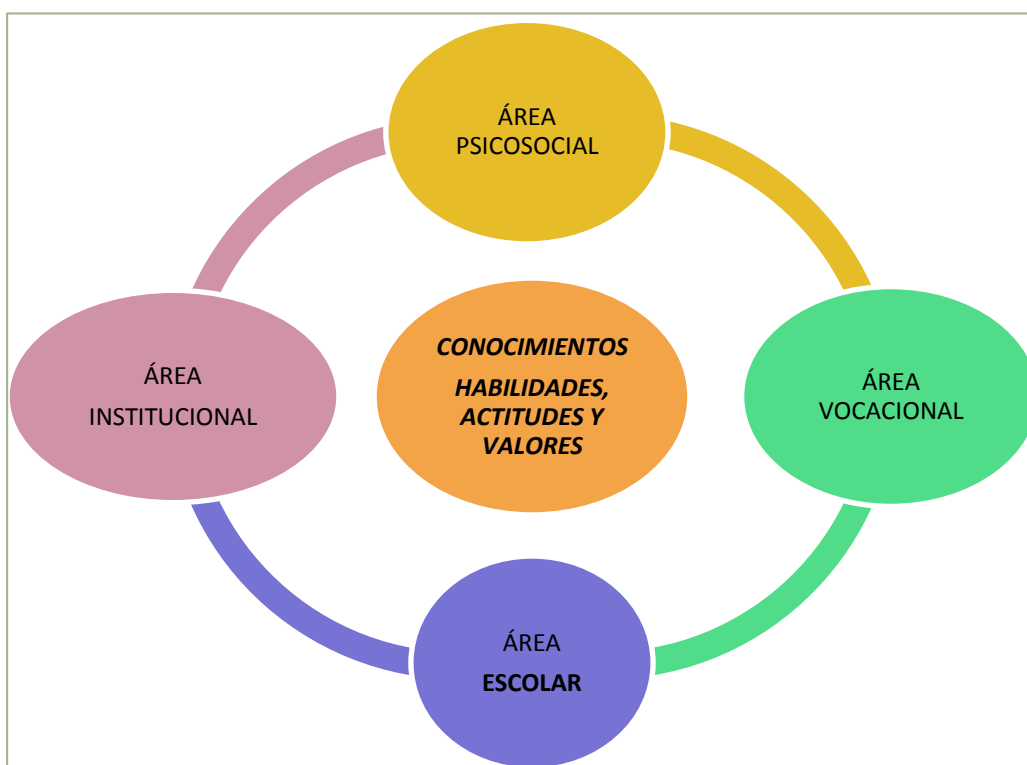 ÁREA
PSICOSOCIAL
ÁREA
INSTITUCIONAL
CONOCIMIENTOS
HABILIDADES,
ACTITUDES Y
VALORES
ÁREA
VOCACIONAL
ÁREA
ESCOLAR